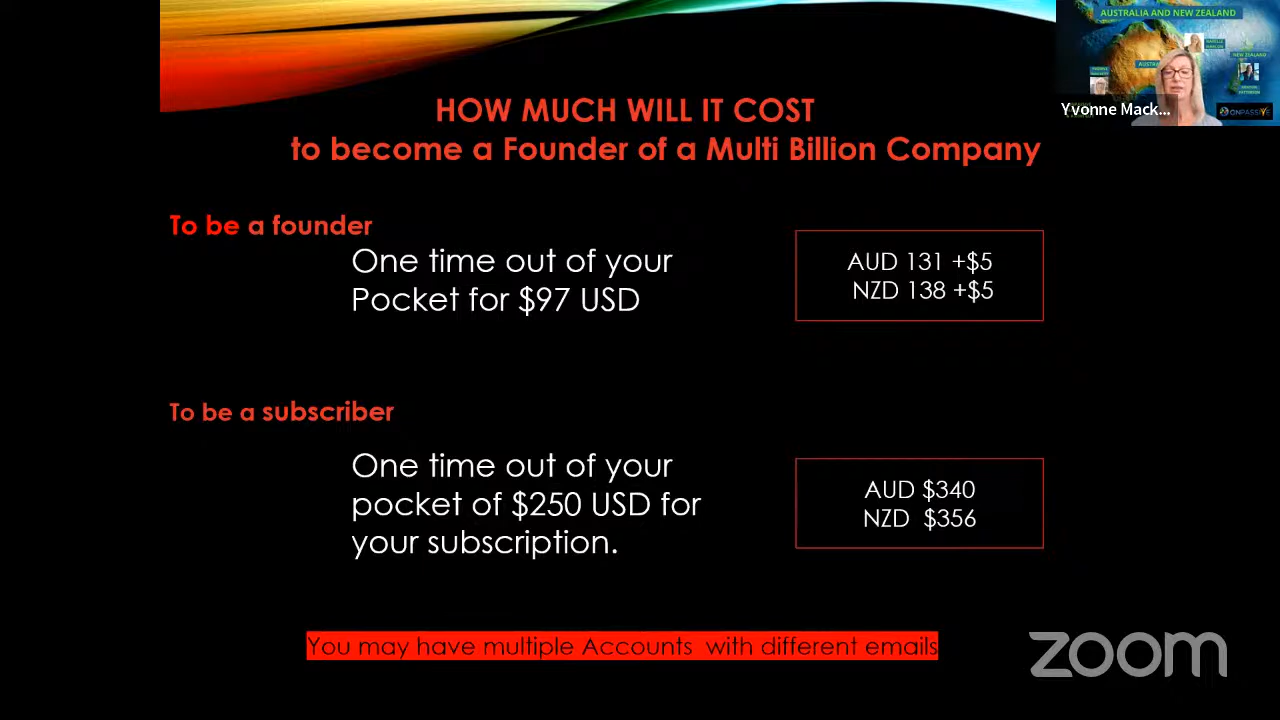 AUSTRALIA AND NEW ZEALAND
NEW ZEALAND
Yvonne Mack...
ONPASSIVE
HOW MUCH WILL IT COST
to become a Founder of a Multi Billion Company
To be a founder
One time out of your
Pocket for $97 USD
AUD 131 +$5
NZD 138 +$5
To be a subscriber
One time out of your
pocket of $250 USD for
your subscription.
AUD $340
NZD $356
You may have multiple Accounts with different emails
zoom